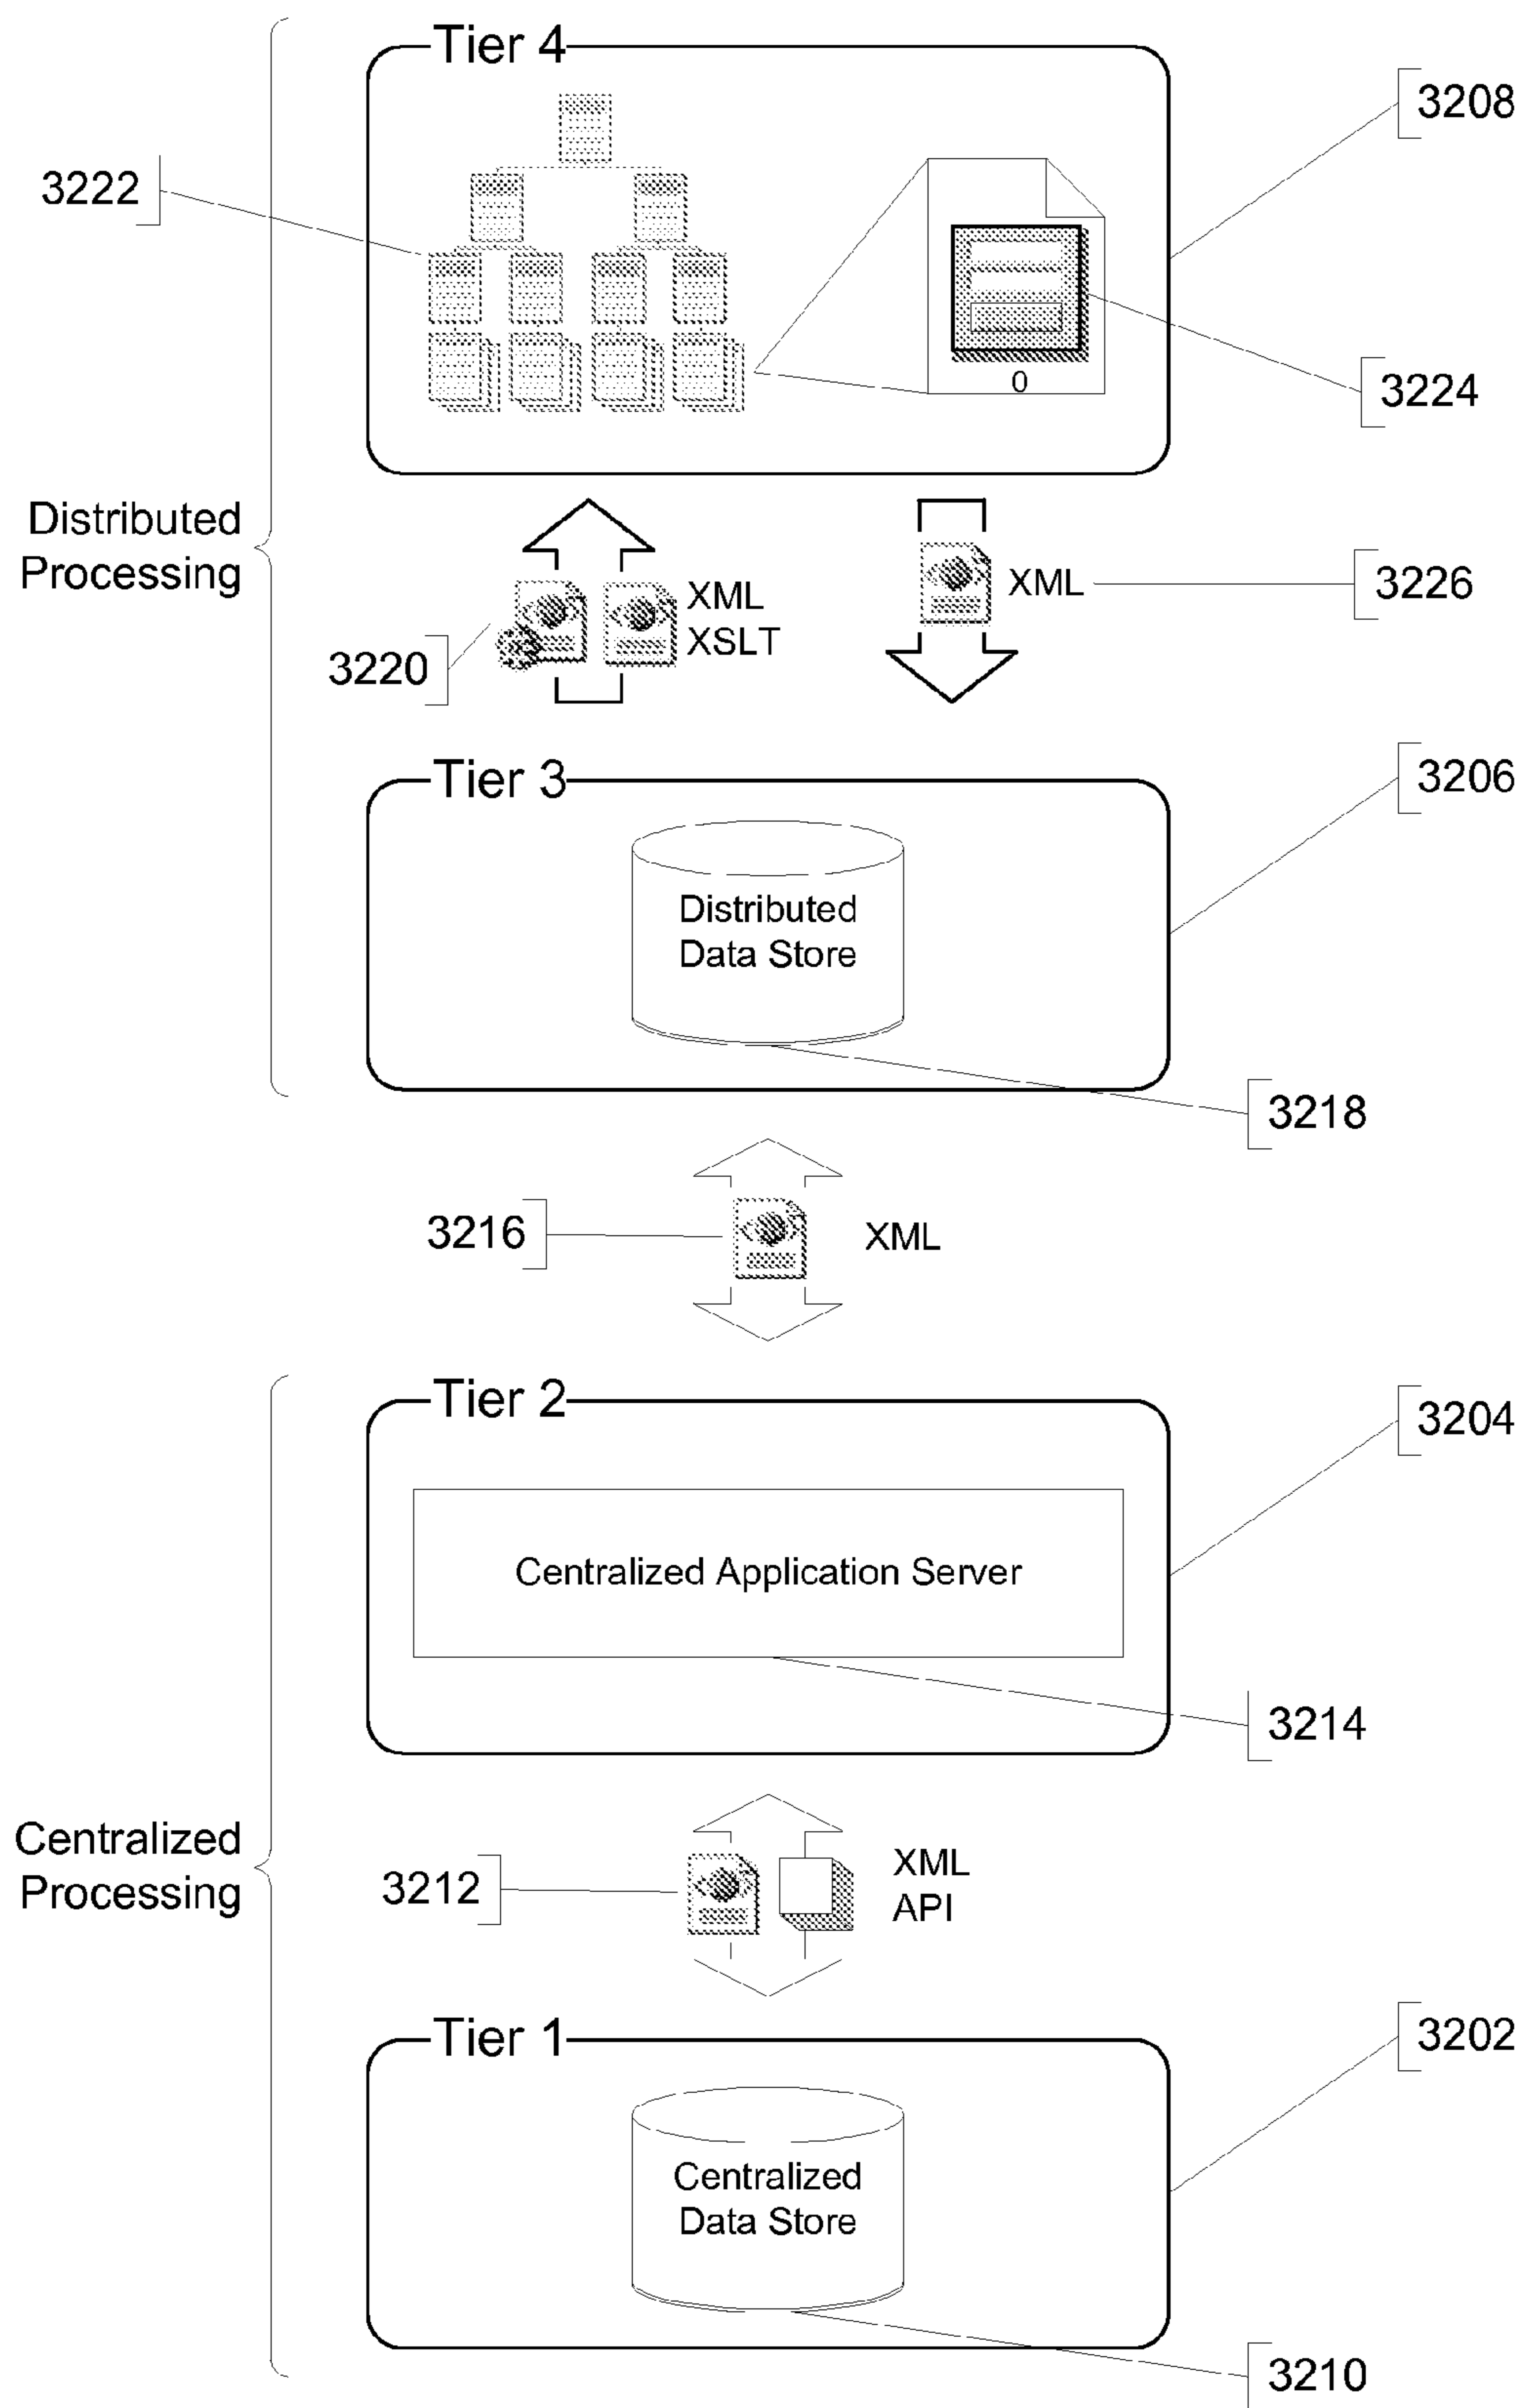 Tier 4
3208
3222
3224
0
Distributed
Processing
XML
XSLT
3220
XML
3226
Tier 3
3206
Distributed
Data Store
3218
3216
XML
Tier 2
3204
Centralized Application Server
3214
Centralized
Processing
3212
XML
API
Tier 1
3202
Centralized
Data Store
3210